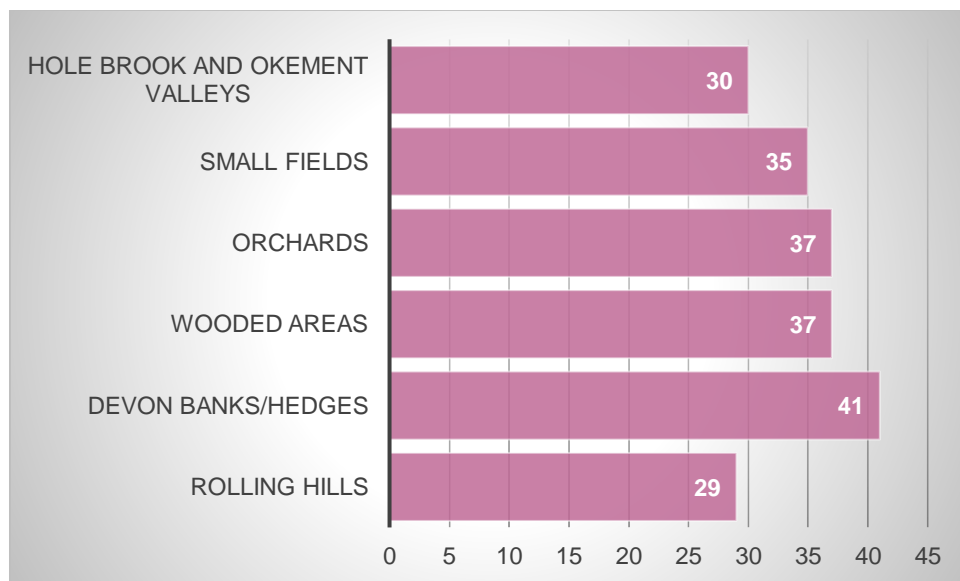 HOLE BROOK AND OKEMENT
VALLEYS
30
SMALL FIELDS
35
ORCHARDS
37
WOODED AREAS
37
DEVON BANKS/HEDGES
41
ROLLING HILLS
29
0 5 10 15 20 25 30 35 40 45